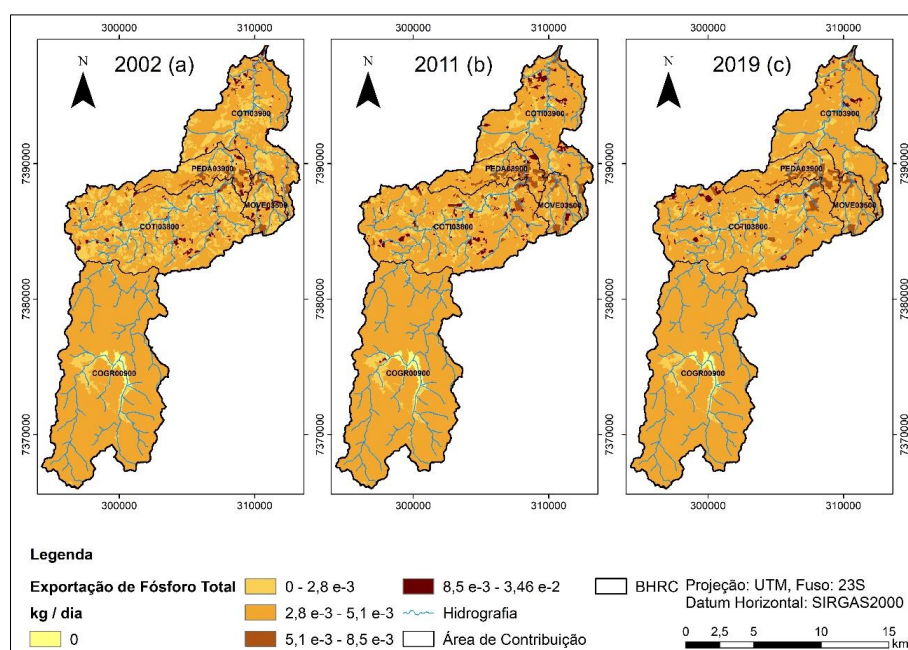 300000 310000 300000 310000 300000 310000
N 2002 (a) N 2011 (b) N 2019 (c)
COTI03900 COTI03900 COTI03900
7390000 7390000
PEDA03900 PEDA03900 PEDA03900
MOVE03500 MOVE03500 MOVE03500
COTI03800 COTI03800 COTI03800
7380000 7380000
COGR00900 COGR00900 COGR00900
7370000 7370000
300000 310000 300000 310000 300000 310000
Legenda
Exportação de Fósforo Total
kg / dia
0
0 - 2,8 e-3
2,8 e-3 - 5,1 e-3
5,1 e-3 - 8,5 e-3
8,5 e-3 - 3,46 e-2
Hidrografia
Área de Contribuição
BHRC
Projeção: UTM, Fuso: 23S
Datum Horizontal: SIRGAS2000
0 2,5 5 10 15
km